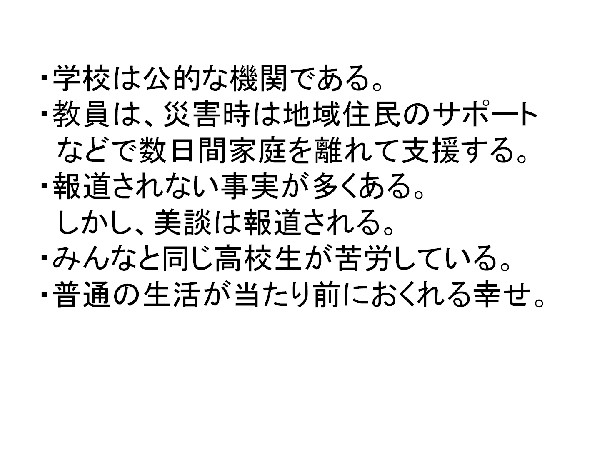 ・学校は公的な機関である。
・教員は、災害時は地域住民のサポート
などで数日間家庭を離れて支援する。
・報道されない事実が多くある。
しかし、美談は報道される。
・みんなと同じ高校生が苦労している。
・普通の生活が当たり前におくれる幸せ。